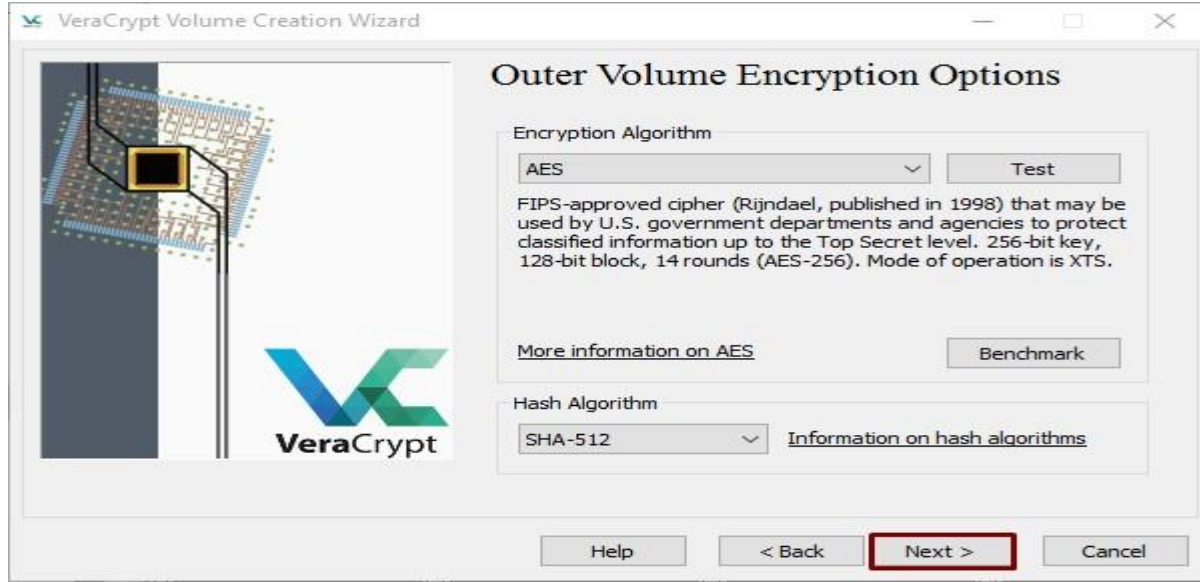 VeraCrypt Volume Creation Wizard
Outer Volume Encryption Options
Encryption Algorithm
AES
Test
FIPS-approved cipher (Rijndael, published in 1998) that may be
used by U.S. government departments and agencies to protect
classified information up to the Top Secret level. 256-bit key,
128-bit block, 14 rounds (AES-256). Mode of operation is XTS.
More information on AES
Benchmark
Hash Algorithm
SHA-512
Information on hash algorithms
VeraCrypt
Help
< Back
Next >
Cancel